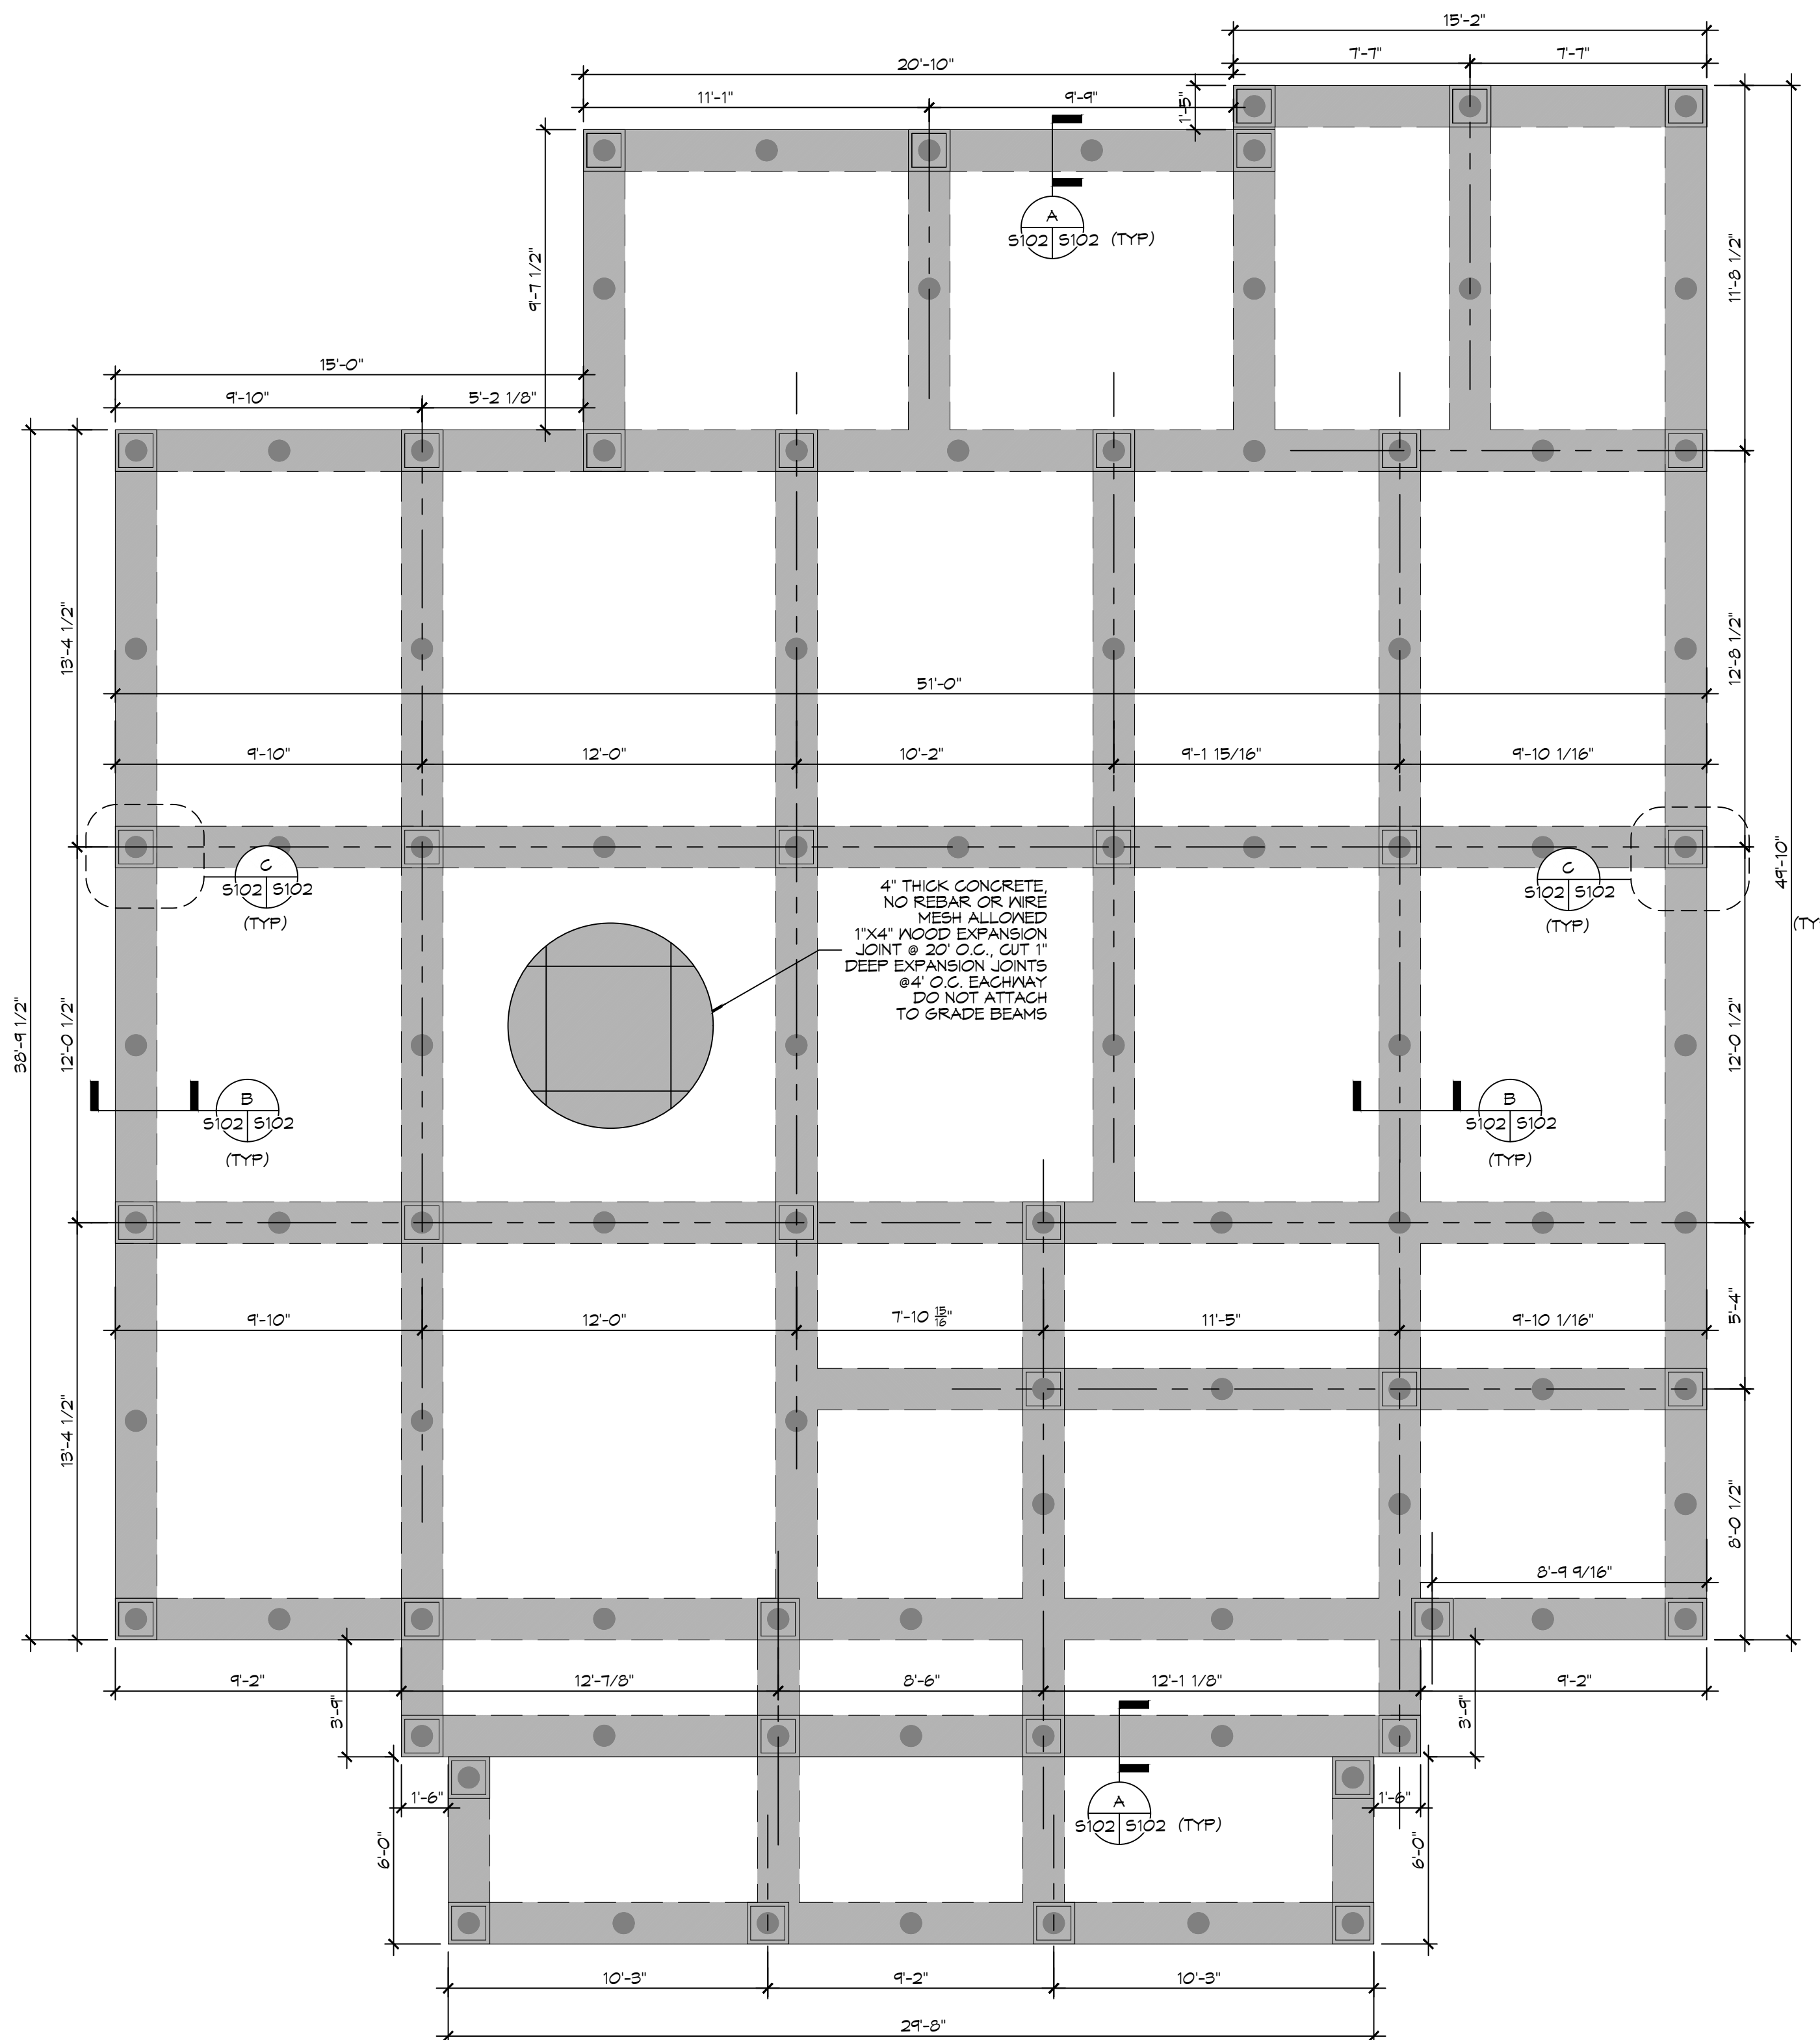 15'-2"
7'-7" 7'-7"
20'-10"
11'-1" 9'-9"
1'-5"
A
S102 S102 (TYP)
9'-7 1/2"
11'-8 1/2"
15'-0"
9'-10" 5'-2 1/8"
13'-4 1/2"
12'-8 1/2"
51'-0"
9'-10" 12'-0" 10'-2" 9'-1 15/16" 9'-10 1/16"
C
S102 S102
(TYP)
C
S102 S102
(TYP)
49'-10"
(TY
4" THICK CONCRETE,
NO REBAR OR WIRE
MESH ALLOWED
1"X4" WOOD EXPANSION
JOINT @ 20' O.C., CUT 1"
DEEP EXPANSION JOINTS
@4' O.C. EACHWAY
DO NOT ATTACH
TO GRADE BEAMS
38'-9 1/2"
12'-0 1/2"
12'-0 1/2"
B
S102 S102
(TYP)
B
S102 S102
(TYP)
9'-10" 12'-0" 7'-10 15/16" 11'-5" 9'-10 1/16"
5'-4"
13'-4 1/2"
8'-0 1/2"
8'-9 9/16"
9'-2" 12'-7/8" 8'-6" 12'-1 1/8" 9'-2"
3'-9"
3'-9"
1'-6"
1'-6"
A
S102 S102 (TYP)
6'-0"
6'-0"
10'-3" 9'-2" 10'-3"
29'-8"